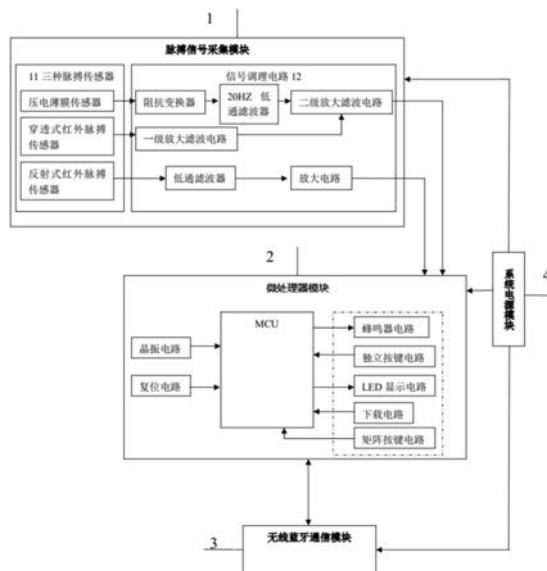 1
脉搏信号采集模块
11 三种脉搏传感器
信号调理电路 12
压电薄膜传感器
阻抗变换器
20HZ 低
通滤波
器
二级放大滤波电路
穿透式红外脉搏
传感器
一级放大滤波电路
反射式红外脉搏
传感器
低通滤波器
放大电路
2
微处理器模块
MCU
晶振电路
复位电路
蜂鸣器电路
独立按键电路
LED 显示电路
下载电路
矩阵按键电路
系统电源模块
4
3
无线蓝牙通信模块